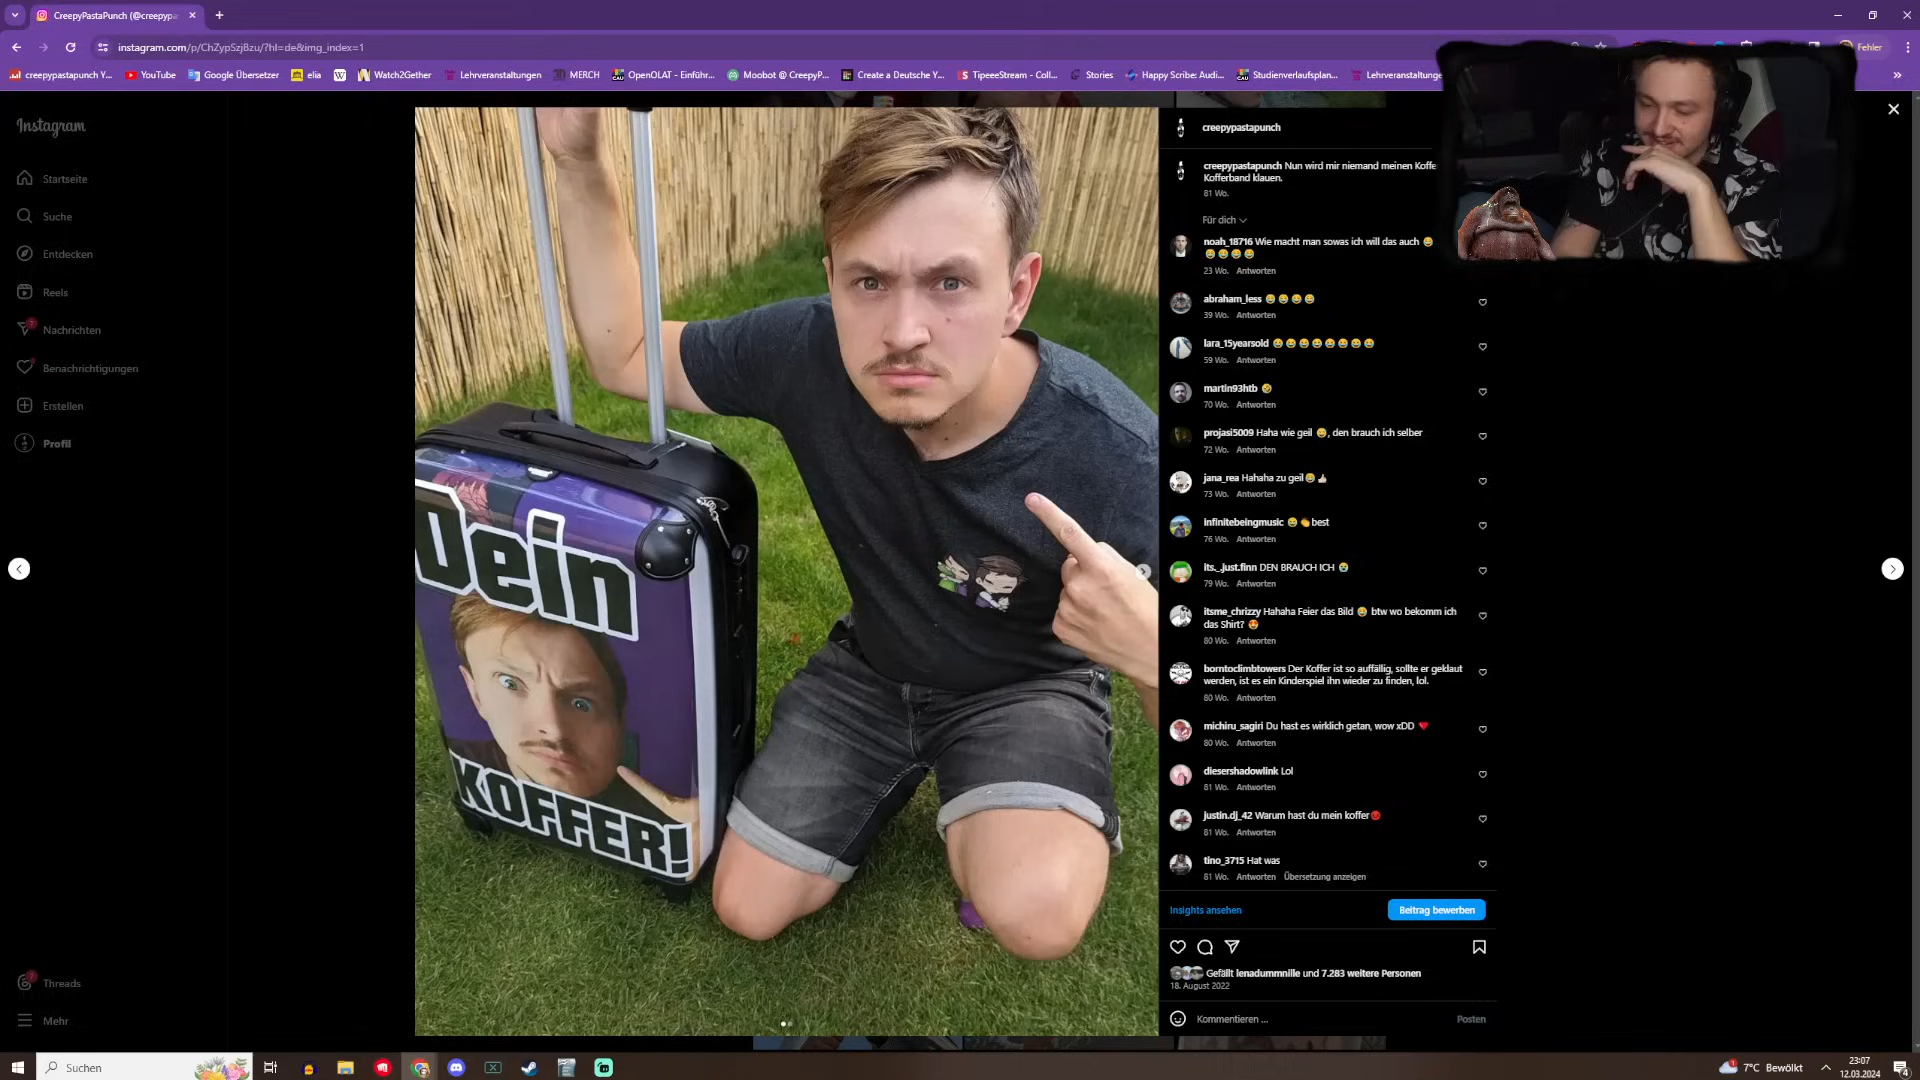 CreepyPastaPunch (@creepypa
instagram.com/p/ChZypSzj8zu/?hl=de&img_index=1
Fehler
creepypastapunch Y...
YouTube
Google Übersetzer
elia
Watch2Gether
Lehrveranstaltungen
MERCH
OpenOLAT - Einführ...
Moobot @ CreepyP...
Create a Deutsche Y...
TipeeeStream - Coll...
Stories
Happy Scribe: Audi...
Studienverlaufsplan...
Lehrveranstaltunge
Instagram
Startseite
Suche
Entdecken
Reels
7
Nachrichten
Benachrichtigungen
Erstellen
Profil
7
Threads
Mehr
Dein
KOFFER!
creepypastapunch
creepypastapunch Nun wird mir niemand meinen Koffe
Kofferband klauen.
81 Wo.
Für dich
noah_18716 Wie macht man sowas ich will das auch 😂
😂😂😂😂
23 Wo. Antworten
abraham_less 😂😂😂😂
39 Wo. Antworten
lara_15yearsold 😂😂😂😂😂😂😂😂
59 Wo. Antworten
martin93htb 🤣
70 Wo. Antworten
projasi5009 Haha wie geil 😂, den brauch ich selber
72 Wo. Antworten
jana_rea Hahaha zu geil😂👍🏻
73 Wo. Antworten
infinitebeingmusic 😂👏best
76 Wo. Antworten
its._.just.finn DEN BRAUCH ICH 😭
79 Wo. Antworten
itsme_chrizzy Hahaha Feier das Bild 😂 btw wo bekomm ich
das Shirt? 😍
80 Wo. Antworten
borntoclimbtowers Der Koffer ist so auffällig, sollte er geklaut
werden, ist es ein Kinderspiel ihn wieder zu finden, lol.
80 Wo. Antworten
michiru_sagiri Du hast es wirklich getan, wow xDD ❤️
80 Wo. Antworten
diesershadowlink Lol
81 Wo. Antworten
justin.dj_42 Warum hast du mein koffer😡
81 Wo. Antworten
tino_3715 Hat was
81 Wo. Antworten Übersetzung anzeigen
Insights ansehen
Beitrag bewerben
Gefällt lenadummnille und 7.283 weitere Personen
18. August 2022
Kommentieren ...
Posten
Suchen
7°C Bewölkt
23:07
12.03.2024